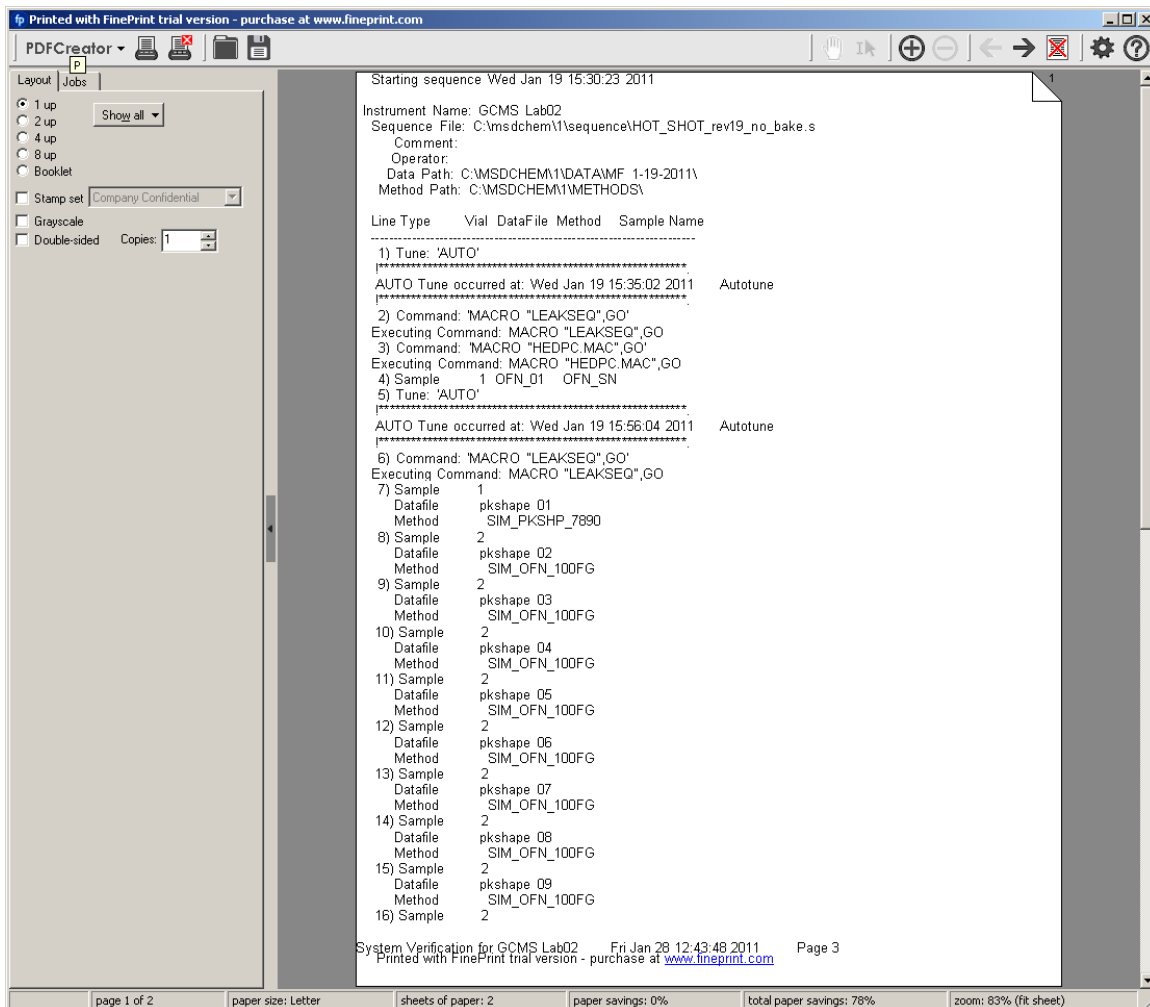 fp Printed with FinePrint trial version - purchase at www.fineprint.com
PDFCreator
P
Layout Jobs
1 up
2 up
4 up
8 up
Booklet
Show all
Stamp set Company Confidential
Grayscale
Double-sided Copies: 1
1
Starting sequence Wed Jan 19 15:30:23 2011
Instrument Name: GCMS Lab02
Sequence File: C:\msdchem\1\sequence\HOT_SHOT_rev19_no_bake.s
Comment:
Operator:
Data Path: C:\MSDCHEM\1\DATA\MF 1-19-2011\
Method Path: C:\MSDCHEM\1\METHODS\
Line Type Vial DataFile Method Sample Name
------------------------------------------------------------------------
1) Tune: 'AUTO'
!*********************************************************.
AUTO Tune occurred at: Wed Jan 19 15:35:02 2011 Autotune
!*********************************************************.
2) Command: 'MACRO "LEAKSEQ",GO'
Executing Command: MACRO "LEAKSEQ",GO
3) Command: 'MACRO "HEDPC.MAC",GO'
Executing Command: MACRO "HEDPC.MAC",GO
4) Sample 1 OFN_01 OFN_SN
5) Tune: 'AUTO'
!*********************************************************.
AUTO Tune occurred at: Wed Jan 19 15:56:04 2011 Autotune
!*********************************************************.
6) Command: 'MACRO "LEAKSEQ",GO'
Executing Command: MACRO "LEAKSEQ",GO
7) Sample 1
Datafile pkshape 01
Method SIM_PKSHP_7890
8) Sample 2
Datafile pkshape 02
Method SIM_OFN_100FG
9) Sample 2
Datafile pkshape 03
Method SIM_OFN_100FG
10) Sample 2
Datafile pkshape 04
Method SIM_OFN_100FG
11) Sample 2
Datafile pkshape 05
Method SIM_OFN_100FG
12) Sample 2
Datafile pkshape 06
Method SIM_OFN_100FG
13) Sample 2
Datafile pkshape 07
Method SIM_OFN_100FG
14) Sample 2
Datafile pkshape 08
Method SIM_OFN_100FG
15) Sample 2
Datafile pkshape 09
Method SIM_OFN_100FG
16) Sample 2
System Verification for GCMS Lab02 Fri Jan 28 12:43:48 2011 Page 3
Printed with FinePrint trial version - purchase at www.fineprint.com
page 1 of 2 paper size: Letter sheets of paper: 2 paper savings: 0% total paper savings: 78% zoom: 83% (fit sheet)